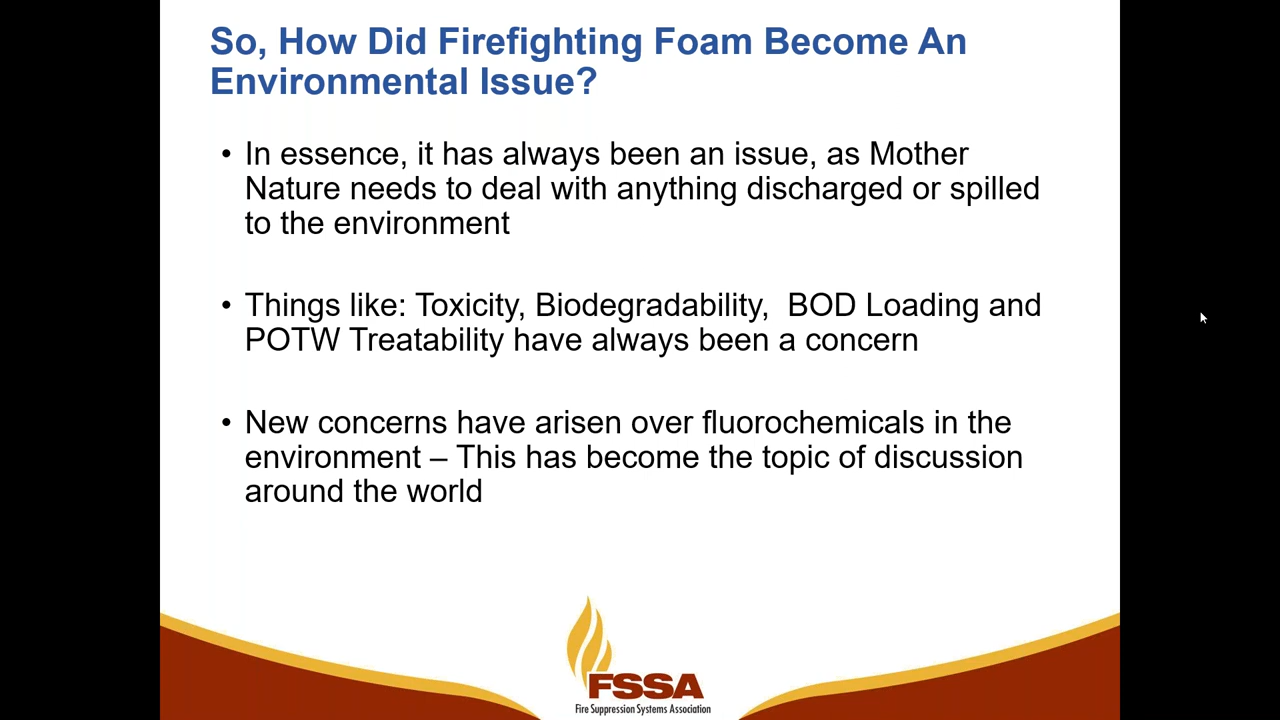 So, How Did Firefighting Foam Become An
Environmental Issue?
• In essence, it has always been an issue, as Mother
Nature needs to deal with anything discharged or spilled
to the environment
• Things like: Toxicity, Biodegradability,  BOD Loading and
POTW Treatability have always been a concern
• New concerns have arisen over fluorochemicals in the
environment – This has become the topic of discussion
around the world
FSSA
Fire Suppression Systems Association